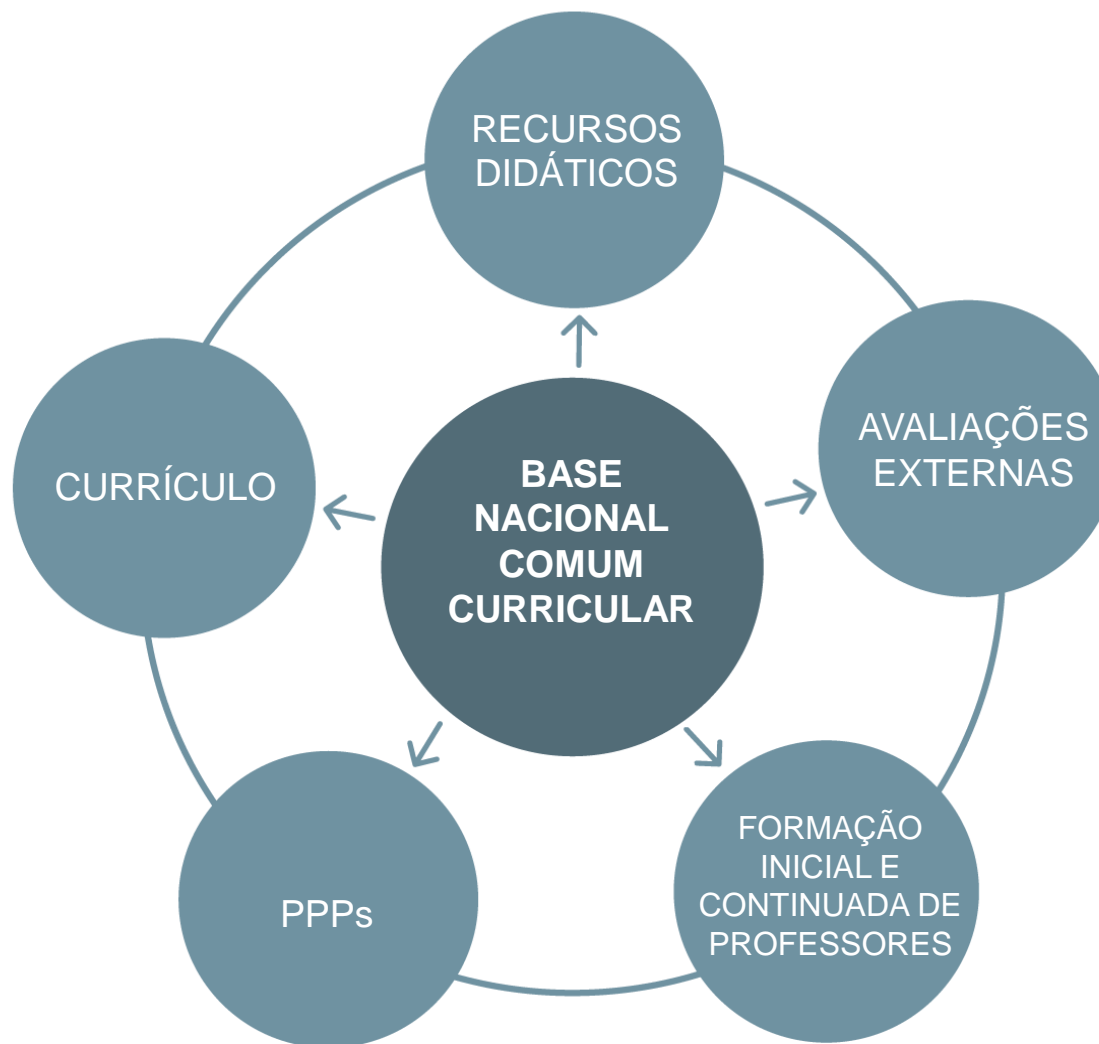 RECURSOS
DIDÁTICOS
AVALIAÇÕES
EXTERNAS
CURRÍCULO
BASE
NACIONAL
COMUM
CURRICULAR
FORMAÇÃO
INICIAL E
CONTINUADA DE
PROFESSORES
PPPs